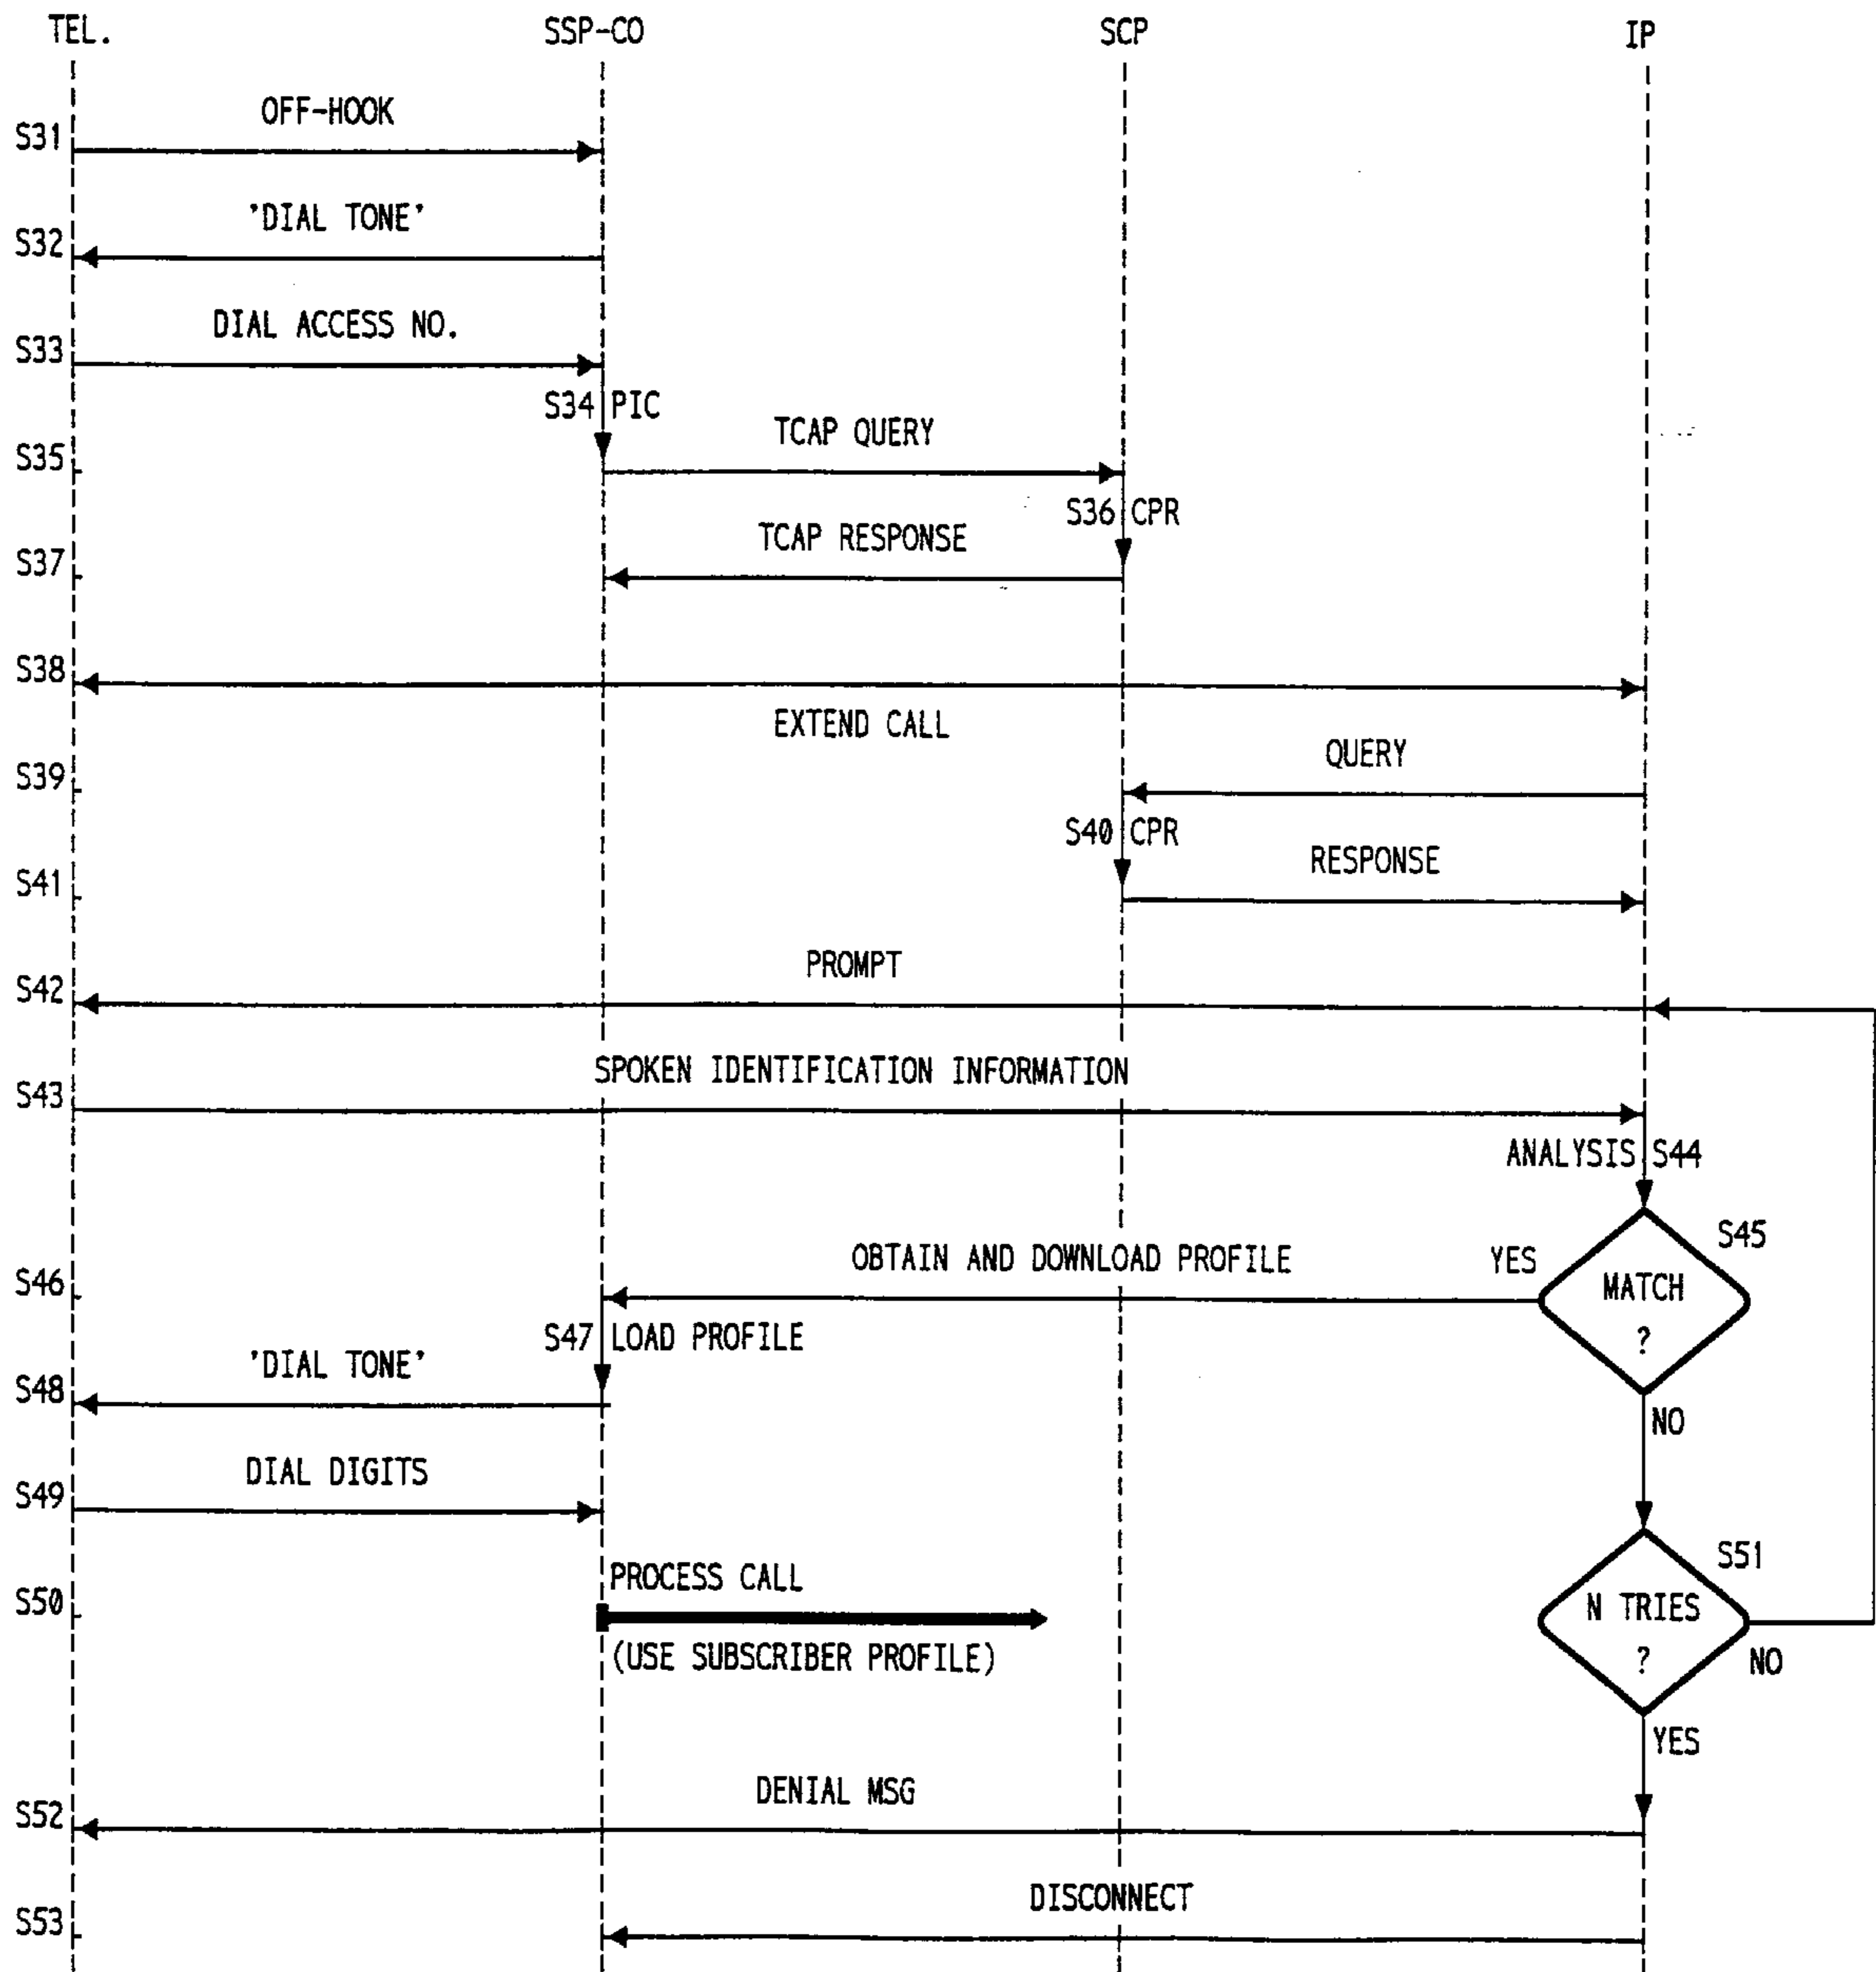 TEL. SSP-CO SCP IP
OFF-HOOK
S31
'DIAL TONE'
S32
DIAL ACCESS NO.
S33
S34 PIC
TCAP QUERY
S35
S36 CPR
TCAP RESPONSE
S37
S38
EXTEND CALL
QUERY
S39
S40 CPR
RESPONSE
S41
PROMPT
S42
SPOKEN IDENTIFICATION INFORMATION
S43
ANALYSIS S44
S45
OBTAIN AND DOWNLOAD PROFILE YES
S46
MATCH
?
S47 LOAD PROFILE
'DIAL TONE'
S48
NO
DIAL DIGITS
S49
S51
PROCESS CALL
S50
N TRIES
?
(USE SUBSCRIBER PROFILE)
NO
YES
DENIAL MSG
S52
DISCONNECT
S53